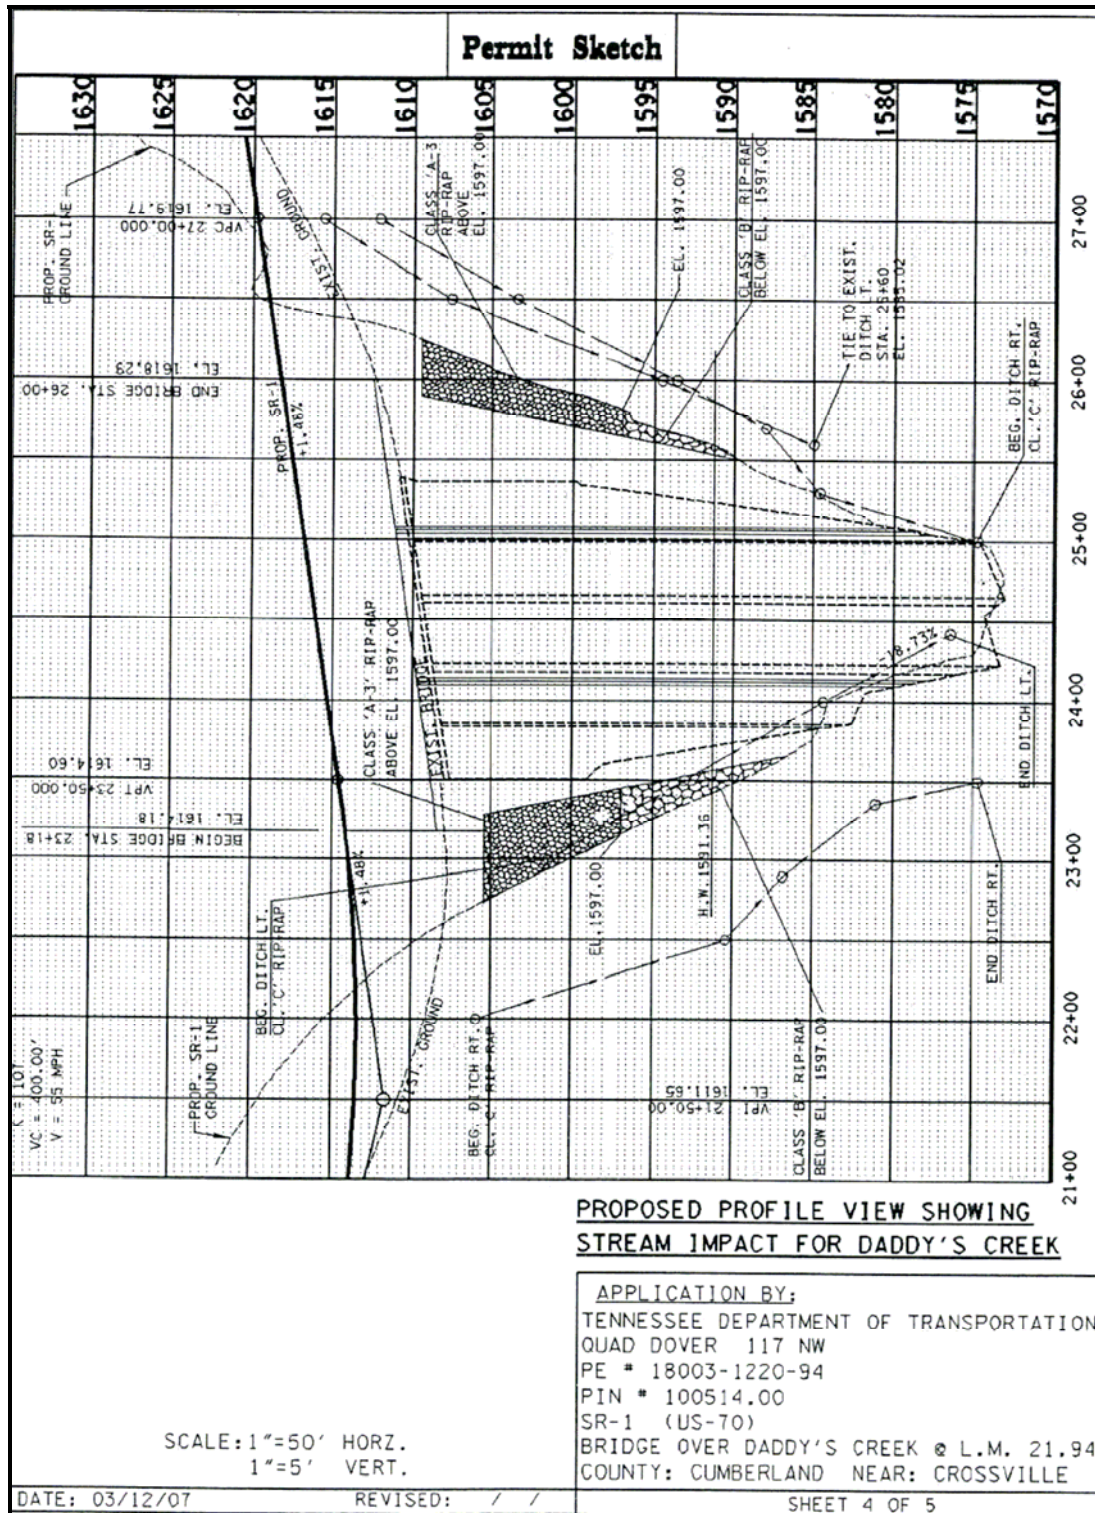 Permit Sketch
1630
1625
1620
1615
1610
1605
1600
1595
1590
1585
1580
1575
1570
27+00
26+00
25+00
24+00
23+00
22+00
21+00
PROP. SR-1
GROUND LINE
VPC 27+00.000
EL. 1619.77
EXIST. GROUND
CLASS 'A-3'
RIP-RAP
ABOVE
EL. 1597.00
EL. 1597.00
CLASS 'B' RIP-RAP
BELOW EL. 1597.00
TIE TO EXIST.
DITCH LT.
STA. 25+60
EL. 1585.02
BEG. DITCH RT.
CL.'C' RIP-RAP
END BRIDGE STA. 26+00
EL. 1618.29
PROP. SR-1
+1.48%
CLASS 'A-3' RIP-RAP
ABOVE EL. 1597.00
EXIST. BRIDGE
-18.73%
END DITCH LT.
VPT 23+50.000
EL. 1614.60
BEGIN BRIDGE STA. 23+18
EL. 1614.18
+1.48%
BEG. DITCH LT.
CL.'C' RIP-RAP
EL.1597.00
H.W.1591.36
END DITCH RT.
PROP. SR-1
GROUND LINE
EXIST. GROUND
BEG. DITCH RT.
CL.'C' RIP-RAP
VPI 21+50.00
EL. 1611.65
CLASS 'B' RIP-RAP
BELOW EL. 1597.00
VC = 400.00'
V = 55 MPH
PROPOSED PROFILE VIEW SHOWING
STREAM IMPACT FOR DADDY'S CREEK
APPLICATION BY:
TENNESSEE DEPARTMENT OF TRANSPORTATION
QUAD DOVER 117 NW
PE # 18003-1220-94
PIN # 100514.00
SR-1 (US-70)
BRIDGE OVER DADDY'S CREEK @ L.M. 21.94
COUNTY: CUMBERLAND NEAR: CROSSVILLE
SCALE: 1"=50' HORZ.
1"=5' VERT.
DATE: 03/12/07 REVISED: / /
SHEET 4 OF 5